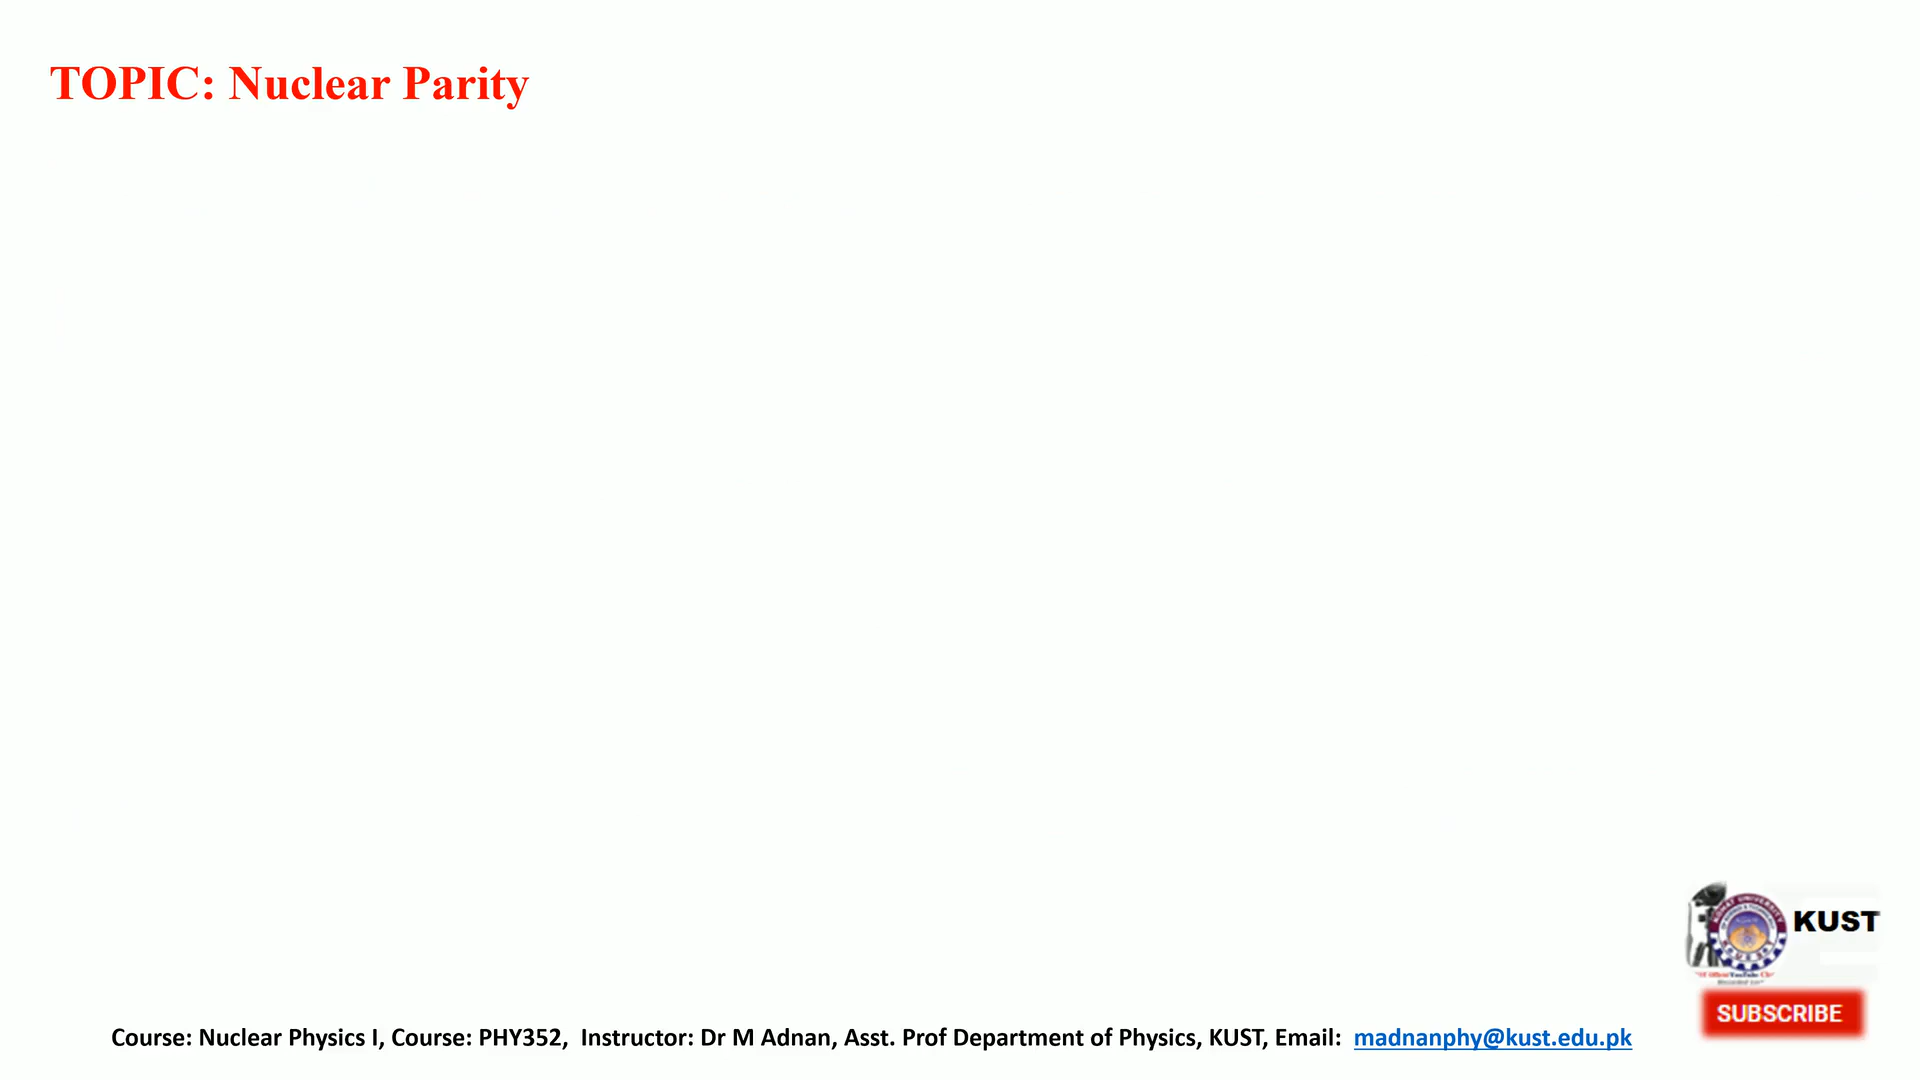 TOPIC: Nuclear Parity
KUST
SUBSCRIBE
Course: Nuclear Physics I, Course: PHY352, Instructor: Dr M Adnan, Asst. Prof Department of Physics, KUST, Email: madnanphy@kust.edu.pk